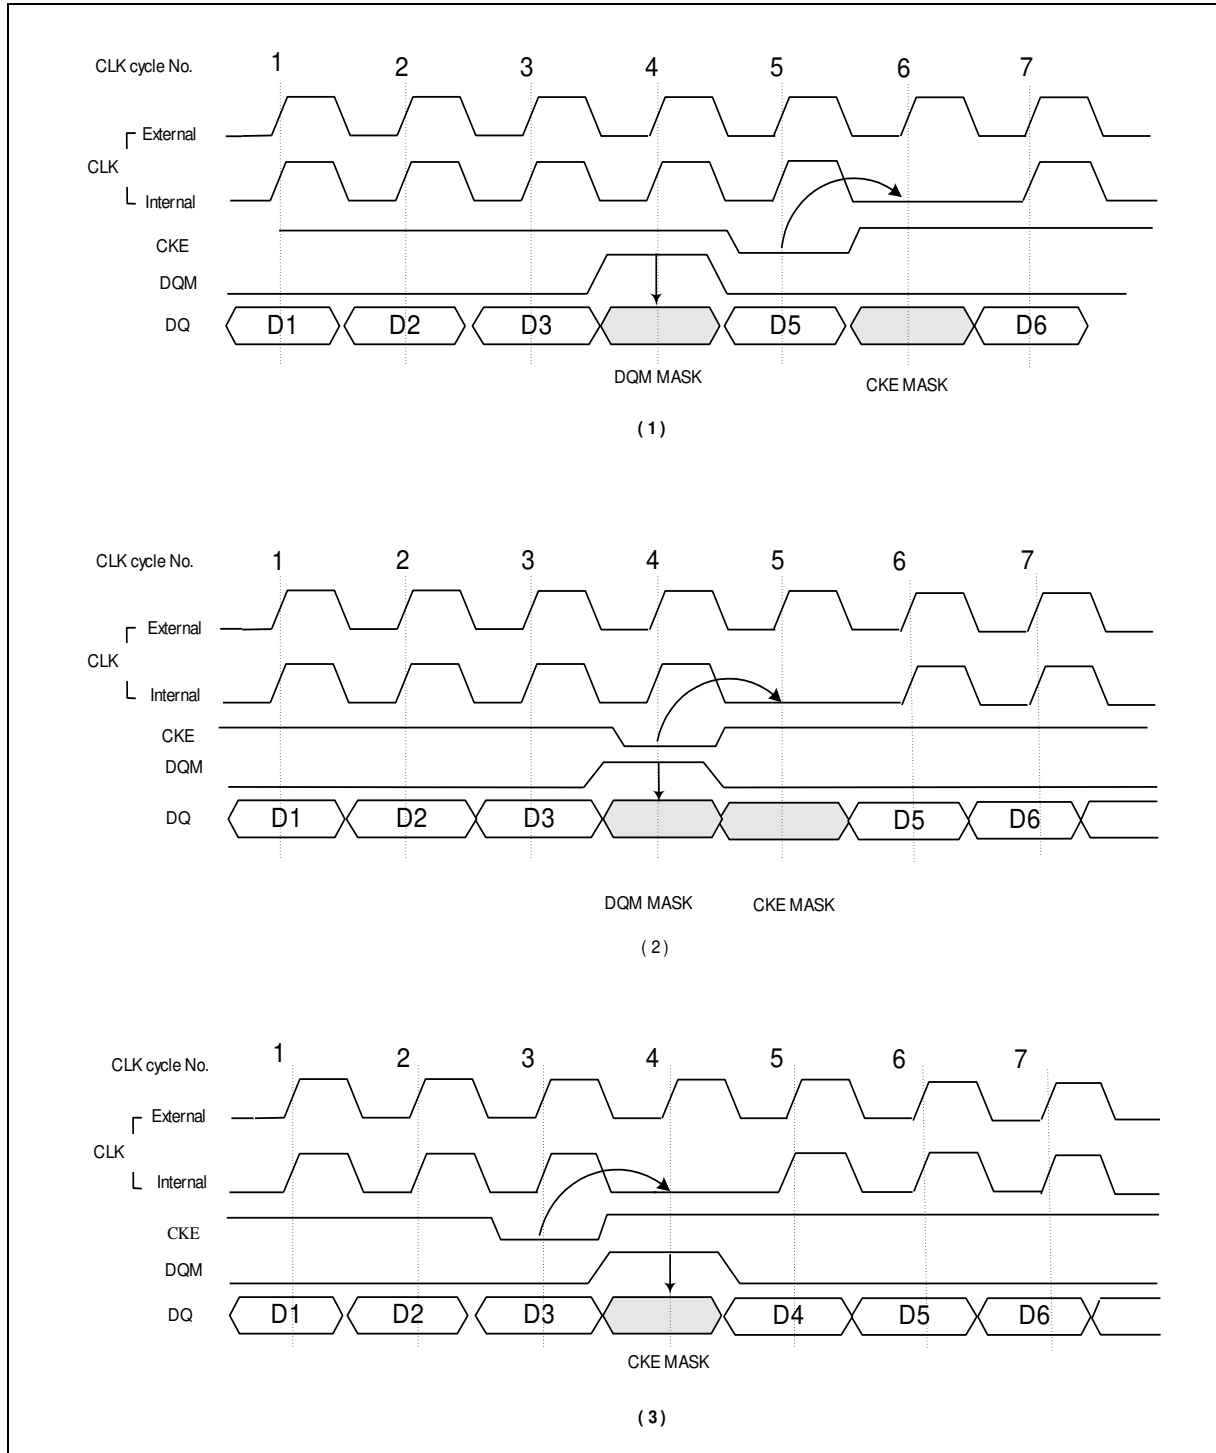 CLK cycle No. 1 2 3 4 5 6 7
External
CLK
Internal
CKE
DQM
DQ D1 D2 D3 D5 D6
DQM MASK CKE MASK
( 1 )
CLK cycle No. 1 2 3 4 5 6 7
External
CLK
Internal
CKE
DQM
DQ D1 D2 D3 D5 D6
DQM MASK CKE MASK
( 2 )
CLK cycle No. 1 2 3 4 5 6 7
External
CLK
Internal
CKE
DQM
DQ D1 D2 D3 D4 D5 D6
CKE MASK
( 3 )